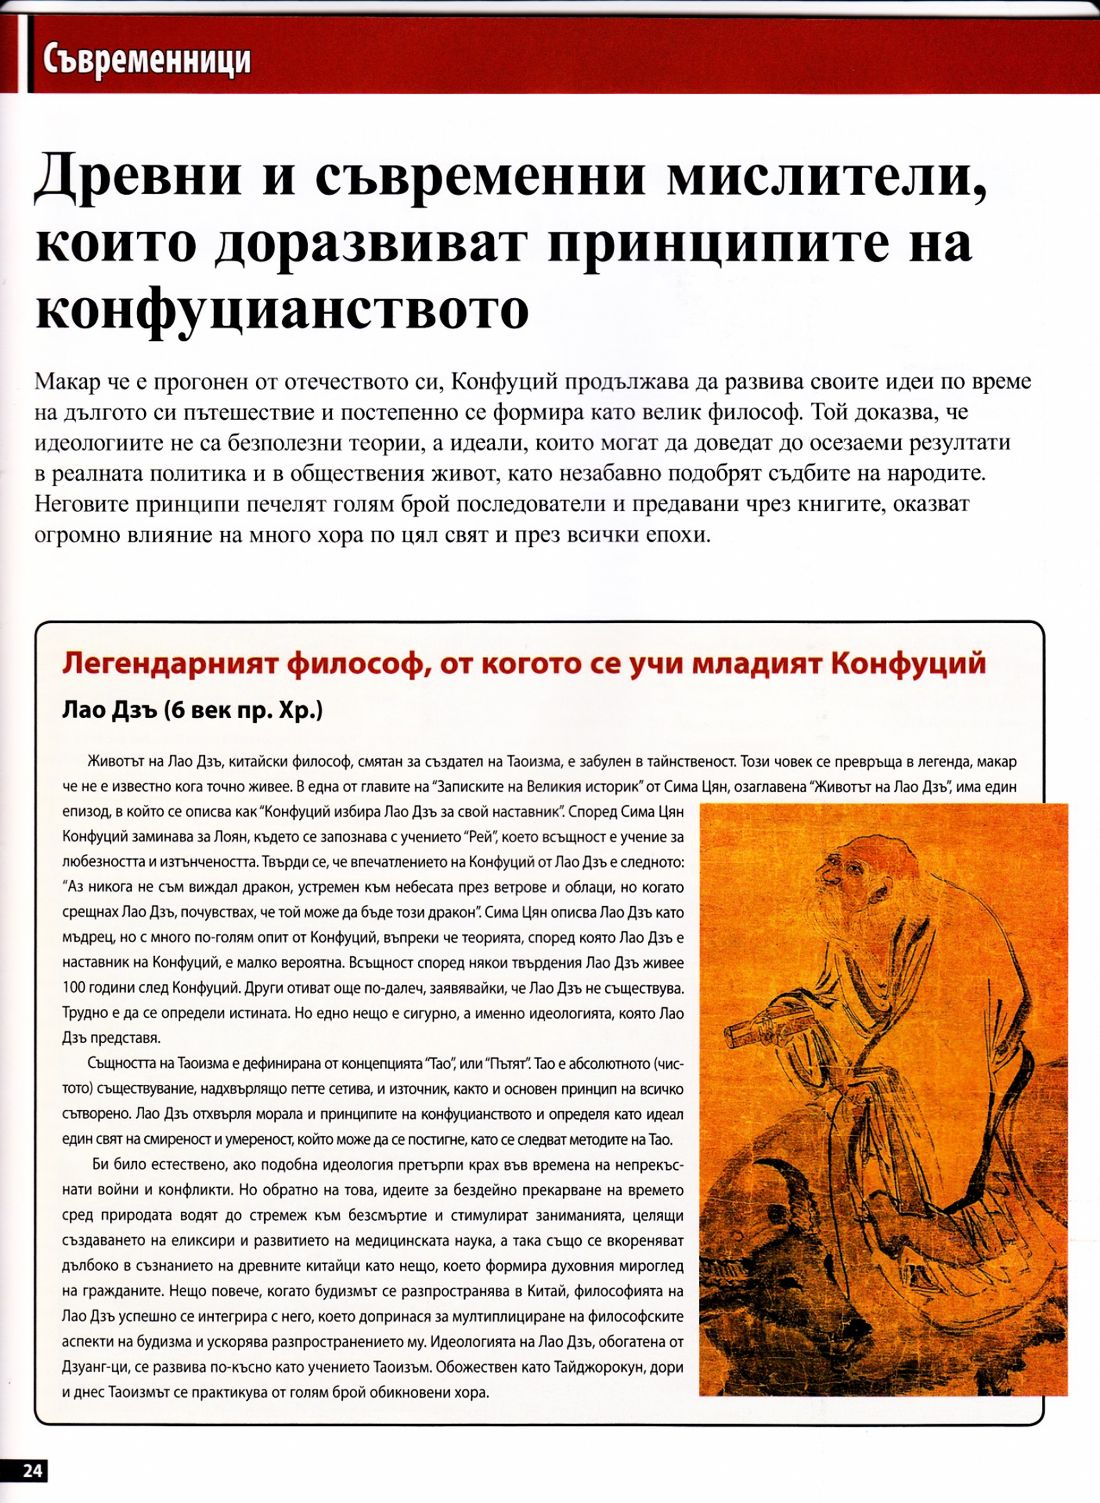 Съвременници
Древни и съвременни мислители,
които доразвиват принципите на
конфуцианството
Макар че е прогонен от отечеството си, Конфуций продължава да развива своите идеи по време
на дългото си пътешествие и постепенно се формира като велик философ. Той доказва, че
идеологиите не са безполезни теории, а идеали, които могат да доведат до осезаеми резултати
в реалната политика и в обществения живот, като незабавно подобрят съдбите на народите.
Неговите принципи печелят голям брой последователи и предавани чрез книгите, оказват
огромно влияние на много хора по цял свят и през всички епохи.
Легендарният философ, от когото се учи младият Конфуций
Лао Дзъ (6 век пр. Хр.)
Животът на Лао Дзъ, китайски философ, смятан за създател на Таоизма, е забулен в тайнственост. Този човек се превръща в легенда, макар
че не е известно кога точно живее. В една от главите на “Записките на Великия историк” от Сима Цян, озаглавена “Животът на Лао Дзъ”, има един
епизод, в който се описва как “Конфуций избира Лао Дзъ за свой наставник”. Според Сима Цян
Конфуций заминава за Лоян, където се запознава с учението “Рей”, което всъщност е учение за
любезността и изтънчеността. Твърди се, че впечатлението на Конфуций от Лао Дзъ е следното:
“Аз никога не съм виждал дракон, устремен към небесата през ветрове и облаци, но когато
срещнах Лао Дзъ, почувствах, че той може да бъде този дракон”. Сима Цян описва Лао Дзъ като
мъдрец, но с много по-голям опит от Конфуций, въпреки че теорията, според която Лао Дзъ е
наставник на Конфуций, е малко вероятна. Всъщност според някои твърдения Лао Дзъ живее
100 години след Конфуций. Други отиват още по-далеч, заявявайки, че Лао Дзъ не съществува.
Трудно е да се определи истината. Но едно нещо е сигурно, а именно идеологията, която Лао
Дзъ представя.
Същността на Таоизма е дефинирана от концепцията “Тао”, или “Пътят”. Тао е абсолютното (чис-
тото) съществуване, надхвърлящо петте сетива, и източник, както и основен принцип на всичко
сътворено. Лао Дзъ отхвърля морала и принципите на конфуцианството и определя като идеал
един свят на смиреност и умереност, който може да се постигне, като се следват методите на Тао.
Би било естествено, ако подобна идеология претърпи крах във времена на непрекъс-
нати войни и конфликти. Но обратно на това, идеите за бездейно прекарване на времето
сред природата водят до стремеж към безсмъртие и стимулират заниманията, целящи
създаването на еликсири и развитието на медицинската наука, а така също се вкореняват
дълбоко в съзнанието на древните китайци като нещо, което формира духовния мироглед
на гражданите. Нещо повече, когато будизмът се разпространява в Китай, философията на
Лао Дзъ успешно се интегрира с него, което допринася за мултиплициране на философските
аспекти на будизма и ускорява разпространението му. Идеологията на Лао Дзъ, обогатена от
Дзуанг-ци, се развива по-късно като учението Таоизъм. Обожествен като Тайджорокун, дори
и днес Таоизмът се практикува от голям брой обикновени хора.
24